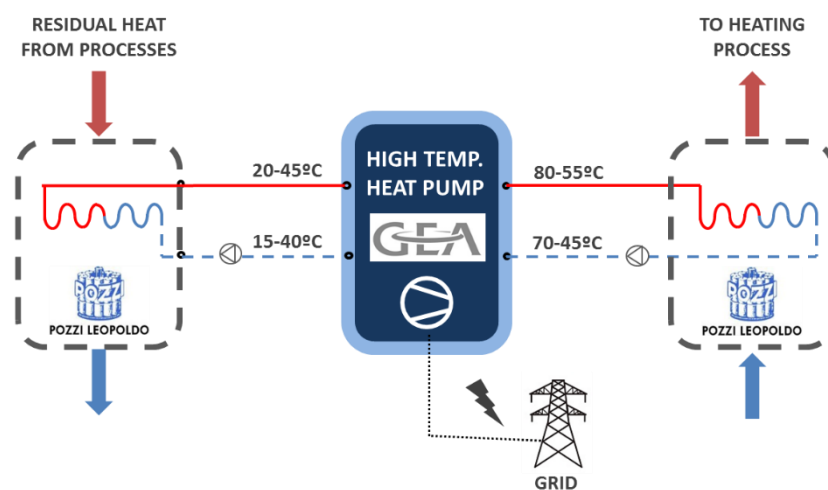 RESIDUAL HEAT
FROM PROCESSES
TO HEATING
PROCESS
HIGH TEMP.
HEAT PUMP
GEA
20-45ºC
80-55ºC
15-40ºC
70-45ºC
POZZI
POZZI LEOPOLDO
POZZI
POZZI LEOPOLDO
GRID